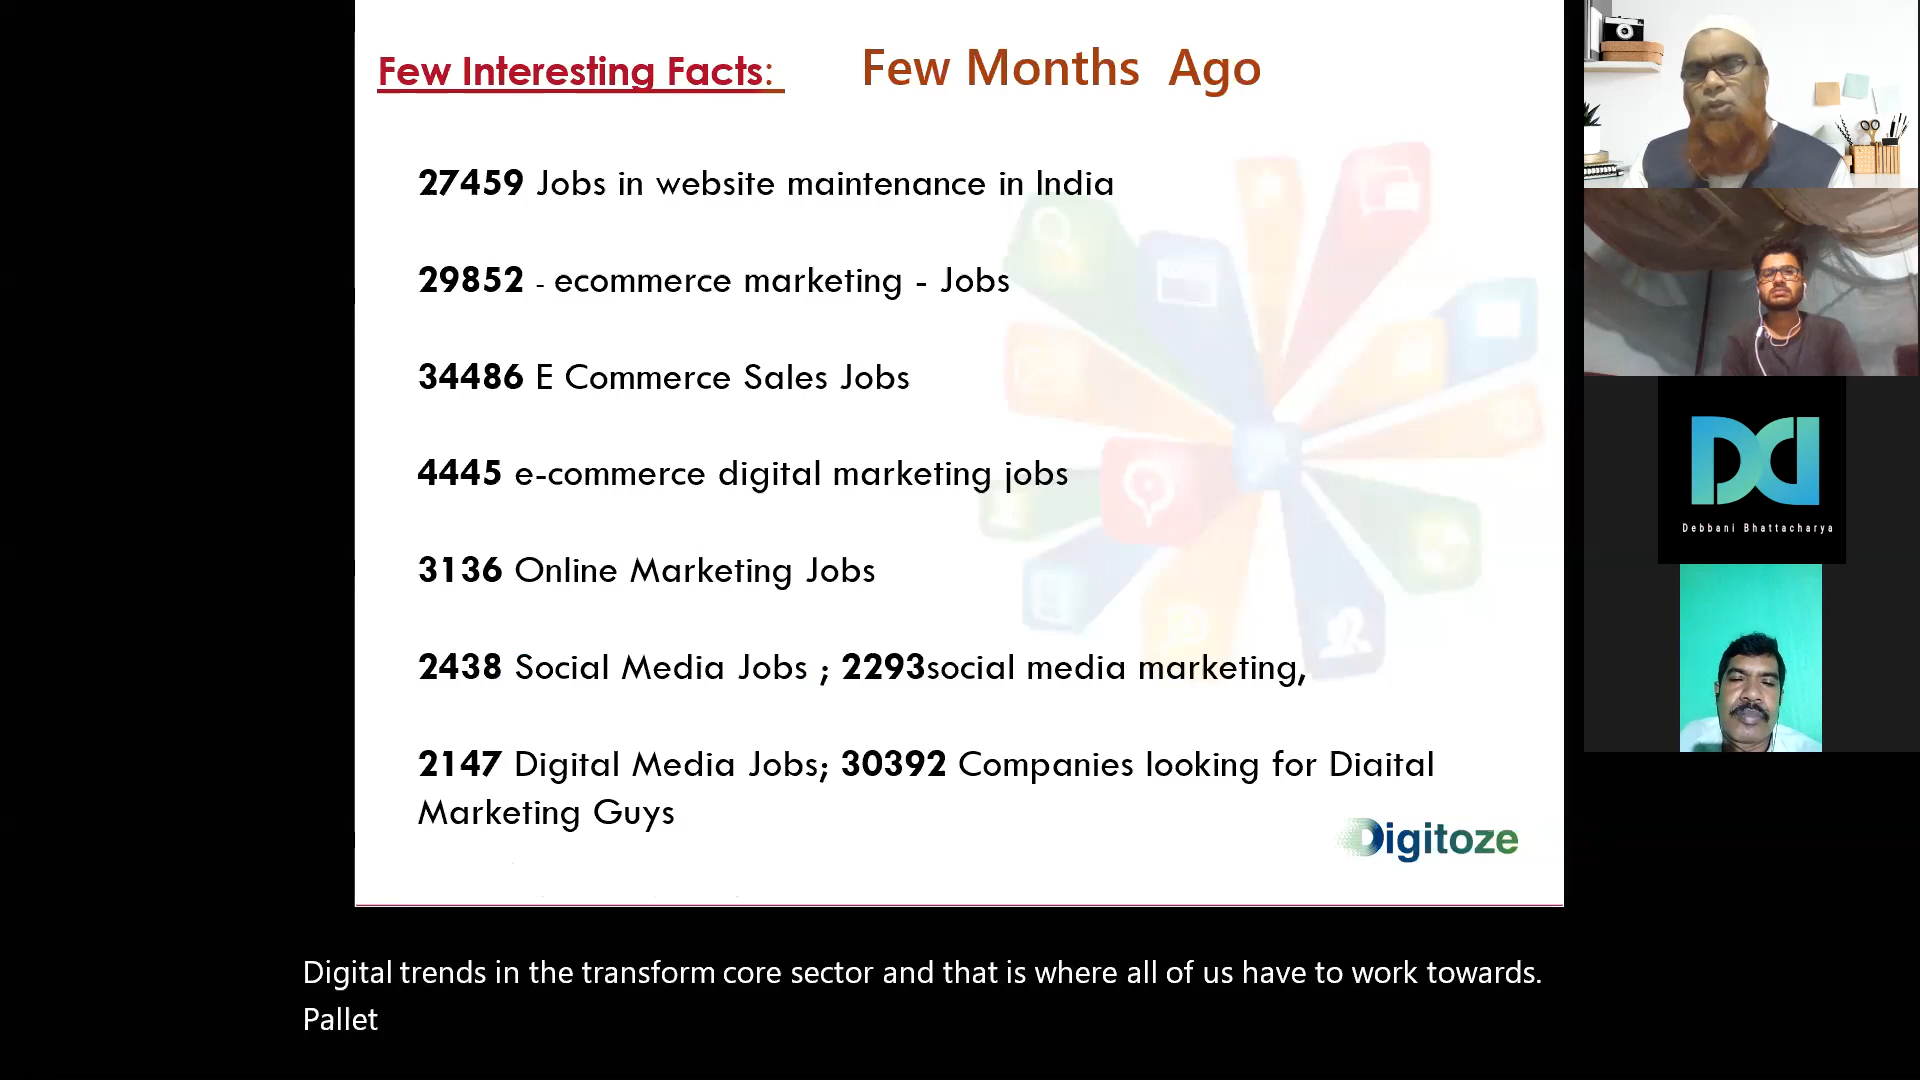 Few Interesting Facts: Few Months Ago
27459 Jobs in website maintenance in India
29852 - ecommerce marketing - Jobs
34486 E Commerce Sales Jobs
4445 e-commerce digital marketing jobs
3136 Online Marketing Jobs
2438 Social Media Jobs ; 2293social media marketing,
2147 Digital Media Jobs; 30392 Companies looking for Diaital
Marketing Guys
Digitoze
Dd
Debbani Bhattacharya
Digital trends in the transform core sector and that is where all of us have to work towards.
Pallet